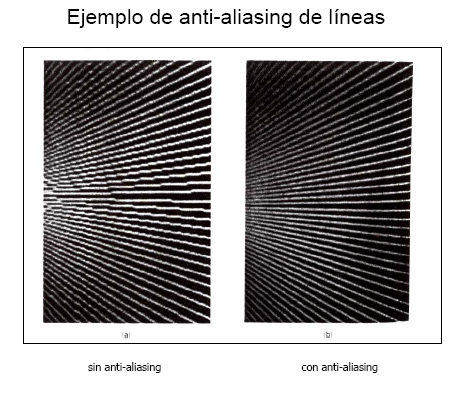 Ejemplo de anti-aliasing de líneas
(a)
(b)
sin anti-aliasing
con anti-aliasing